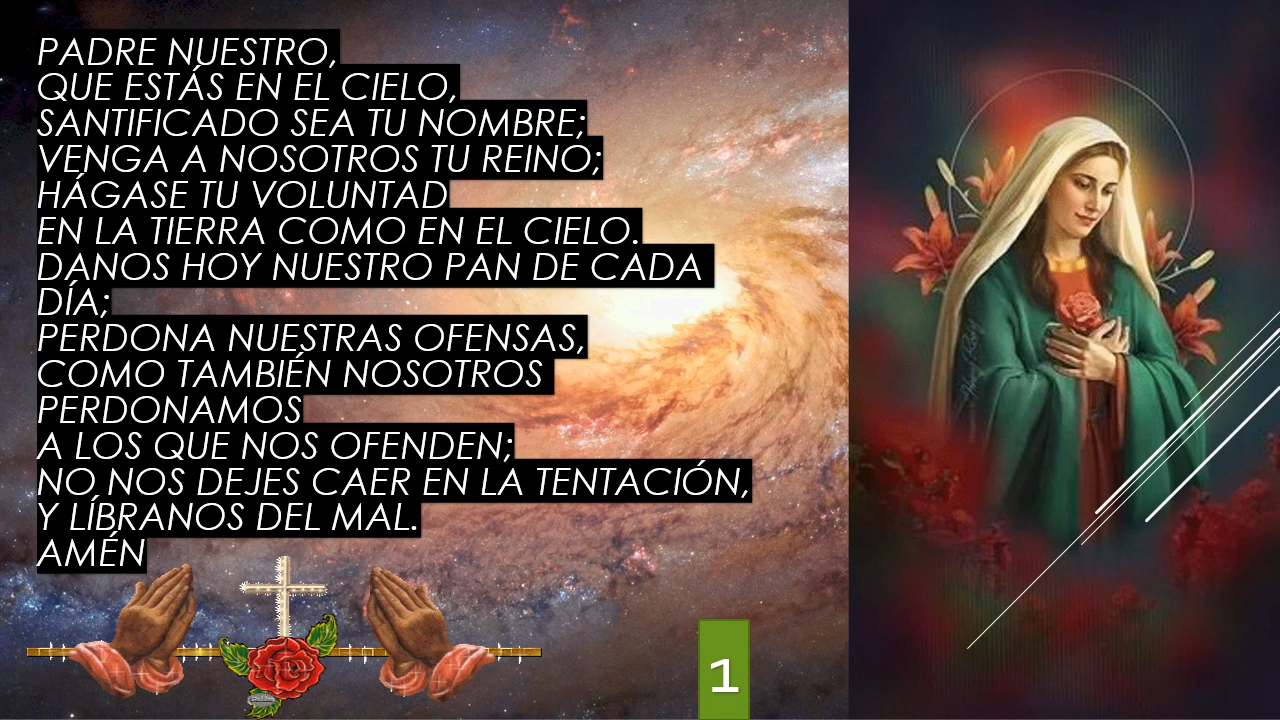 PADRE NUESTRO,
QUE ESTÁS EN EL CIELO,
SANTIFICADO SEA TU NOMBRE;
VENGA A NOSOTROS TU REINO;
HÁGASE TU VOLUNTAD
EN LA TIERRA COMO EN EL CIELO.
DANOS HOY NUESTRO PAN DE CADA
DÍA;
PERDONA NUESTRAS OFENSAS,
COMO TAMBIÉN NOSOTROS
PERDONAMOS
A LOS QUE NOS OFENDEN;
NO NOS DEJES CAER EN LA TENTACIÓN,
Y LÍBRANOS DEL MAL.
AMÉN
1